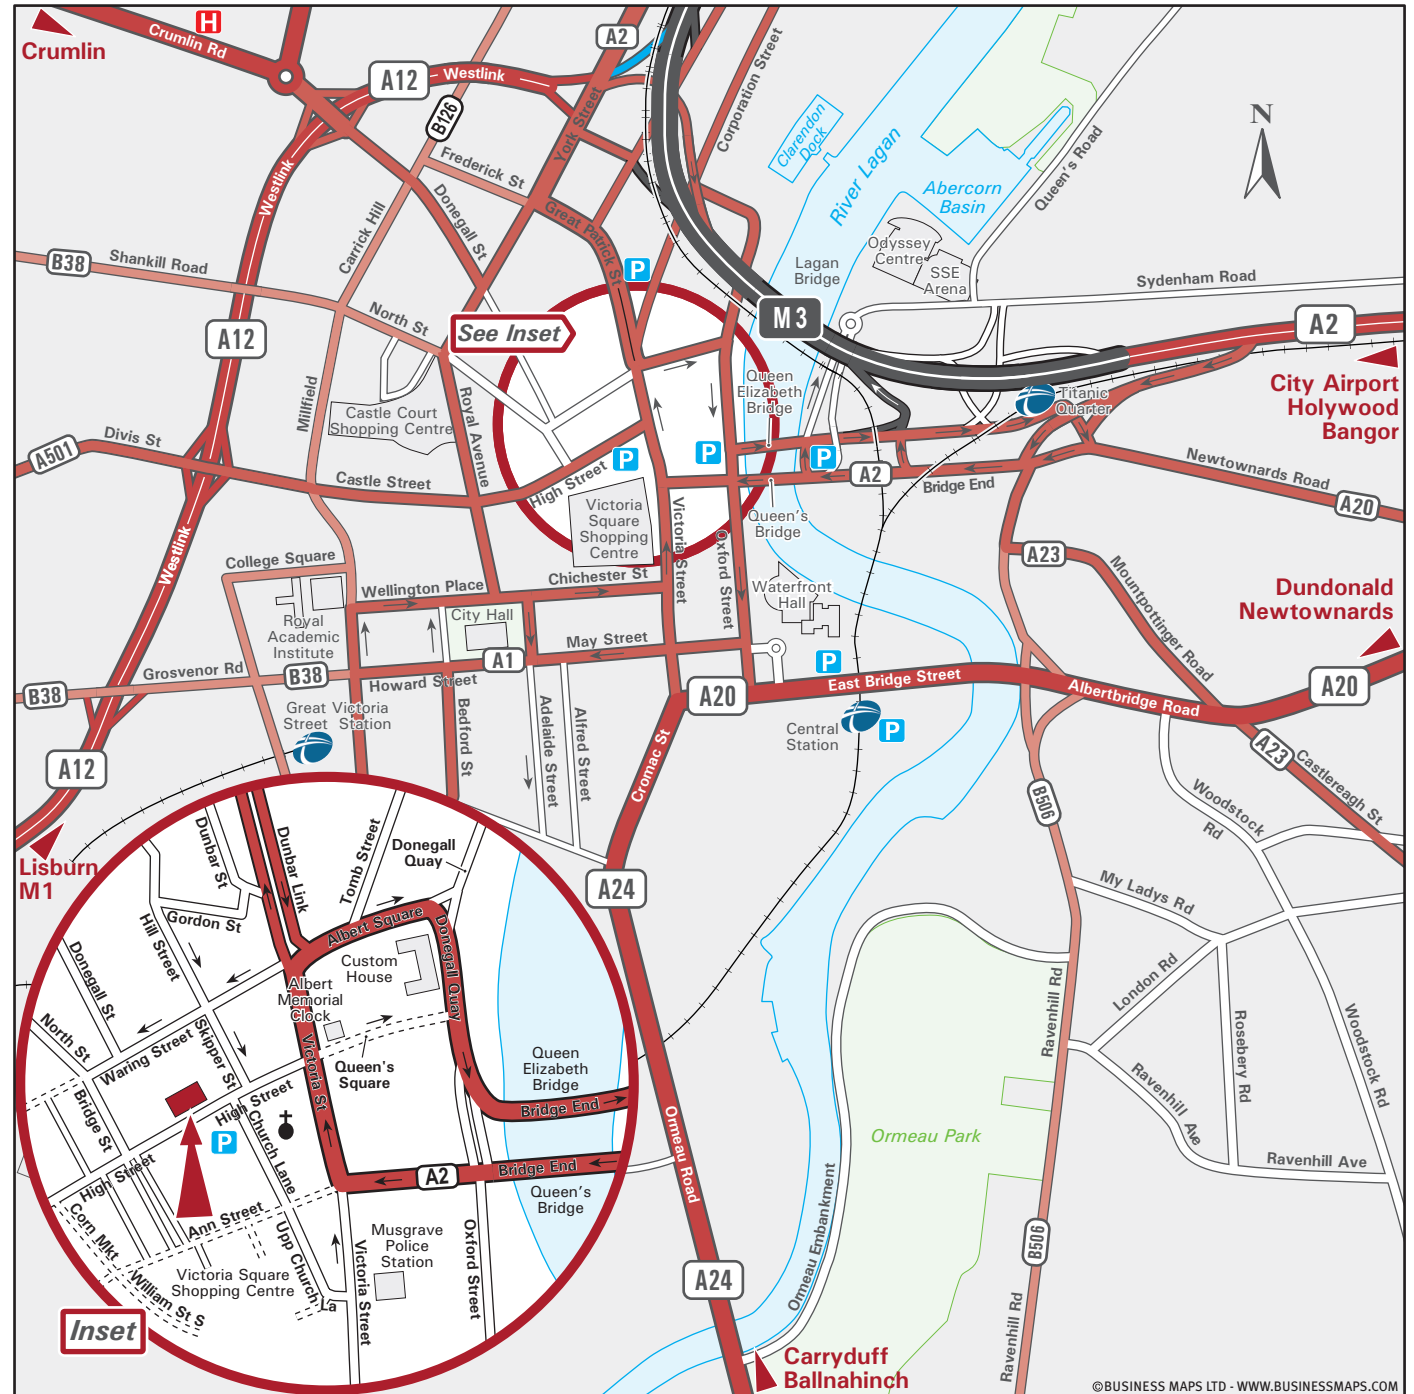 Crumlin
Crumlin Rd
H
A2
A12
Westlink
B126
York Street
Corporation Street
Clarendon
Dock
River Lagan
Abercorn
Basin
Queen's Road
N
Frederick St
Donegall St
Great Patrick St
Carrick Hill
Westlink
B38
Shankill Road
P
Lagan
Bridge
Odyssey
Centre
SSE
Arena
Sydenham Road
A12
North St
See Inset
M3
A2
City Airport
Holywood
Bangor
Millfield
Castle Court
Shopping Centre
Royal Avenue
Queen
Elizabeth
Bridge
Titanic
Quarter
A501
Divis St
Castle Street
High Street
P
P
P
A2
Bridge End
Newtownards Road
A20
Victoria
Square
Shopping
Centre
Queen's
Bridge
Victoria Street
Oxford Street
Westlink
College Square
Wellington Place
Chichester St
Waterfront
Hall
A23
Mountpottinger Road
Dundonald
Newtownards
Royal
Academic
Institute
City Hall
May Street
A1
Grosvenor Rd
B38
B38
Howard Street
P
A20
East Bridge Street
Albertbridge Road
A20
Great Victoria
Street Station
Bedford St
Adelaide Street
Alfred Street
Cromac St
Central
Station
P
A23
Castlereagh St
A12
B506
Woodstock
Rd
Lisburn
M1
A24
My Ladys Rd
London Rd
Ravenhill Rd
Rosebery Rd
Woodstock Rd
Ravenhill
Ave
Ravenhill Ave
Ormeau Park
Ormeau Road
Ormeau Embankment
B506
A24
Ravenhill Rd
Carryduff
Ballnahinch
Dunbar St
Dunbar Link
Tomb Street
Donegall
Quay
Gordon St
Hill Street
Albert Square
Donegall Quay
Custom
House
Donegall St
Albert
Memorial
Clock
North St
Waring Street
Skipper St
Victoria St
Queen's
Square
Queen
Elizabeth
Bridge
Bridge End
Bridge St
High Street
P
Church Lane
High Street
A2
Bridge End
Queen's
Bridge
Ann Street
Corn Mkt
Upp Church La
Musgrave
Police
Station
Oxford Street
Victoria Street
Victoria Square
Shopping Centre
William St S
Inset
©BUSINESS MAPS LTD - WWW.BUSINESSMAPS.COM